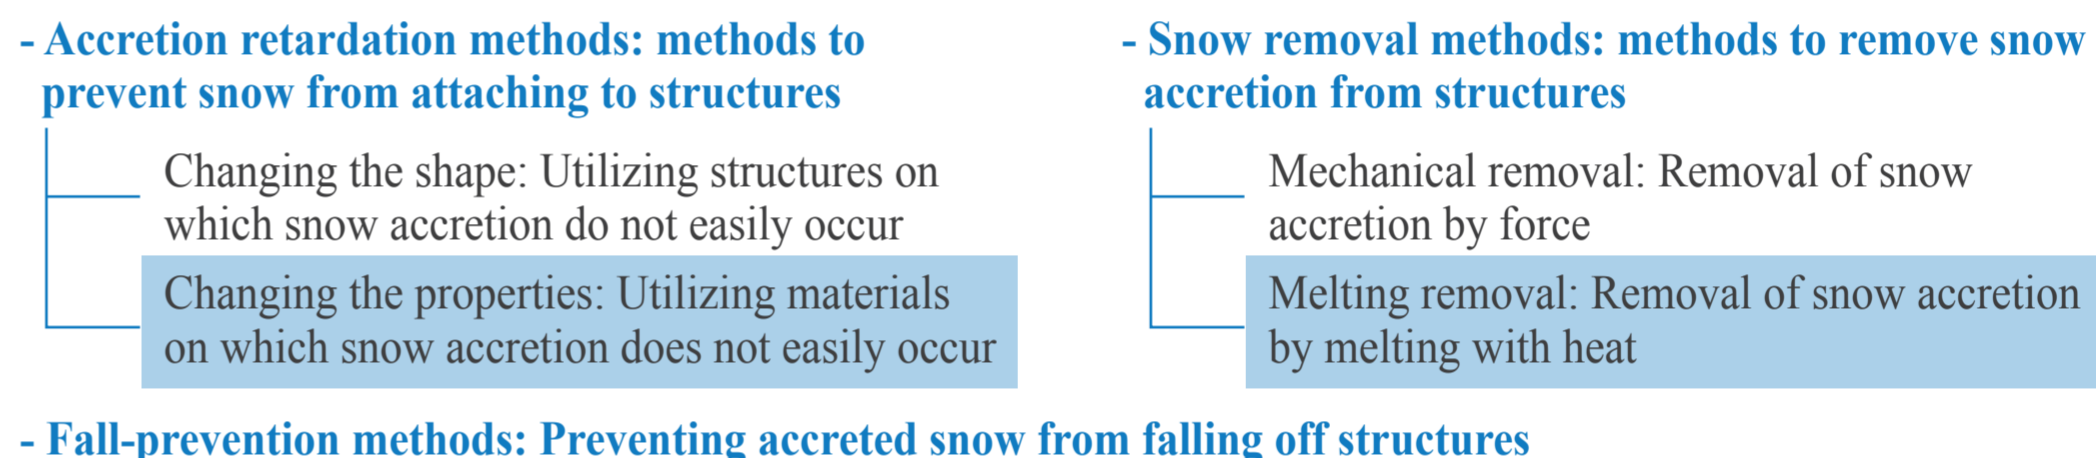 - Accretion retardation methods: methods to
prevent snow from attaching to structures
Changing the shape: Utilizing structures on
which snow accretion do not easily occur
Changing the properties: Utilizing materials
on which snow accretion does not easily occur
- Snow removal methods: methods to remove snow
accretion from structures
Mechanical removal: Removal of snow
accretion by force
Melting removal: Removal of snow accretion
by melting with heat
- Fall-prevention methods: Preventing accreted snow from falling off structures